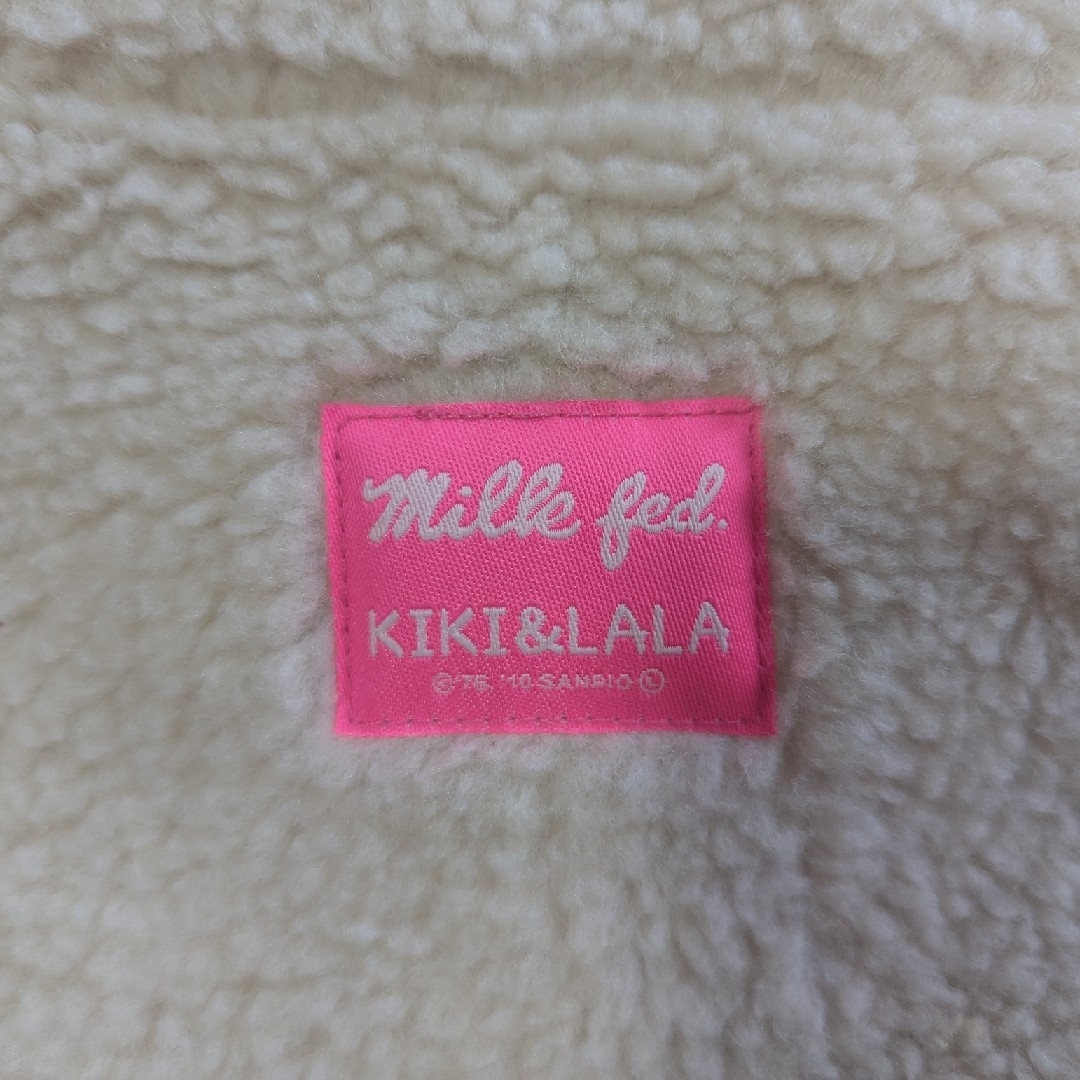 Milk fed.
KIKI&LALA
©'76, '10 SANRIO Ⓛ